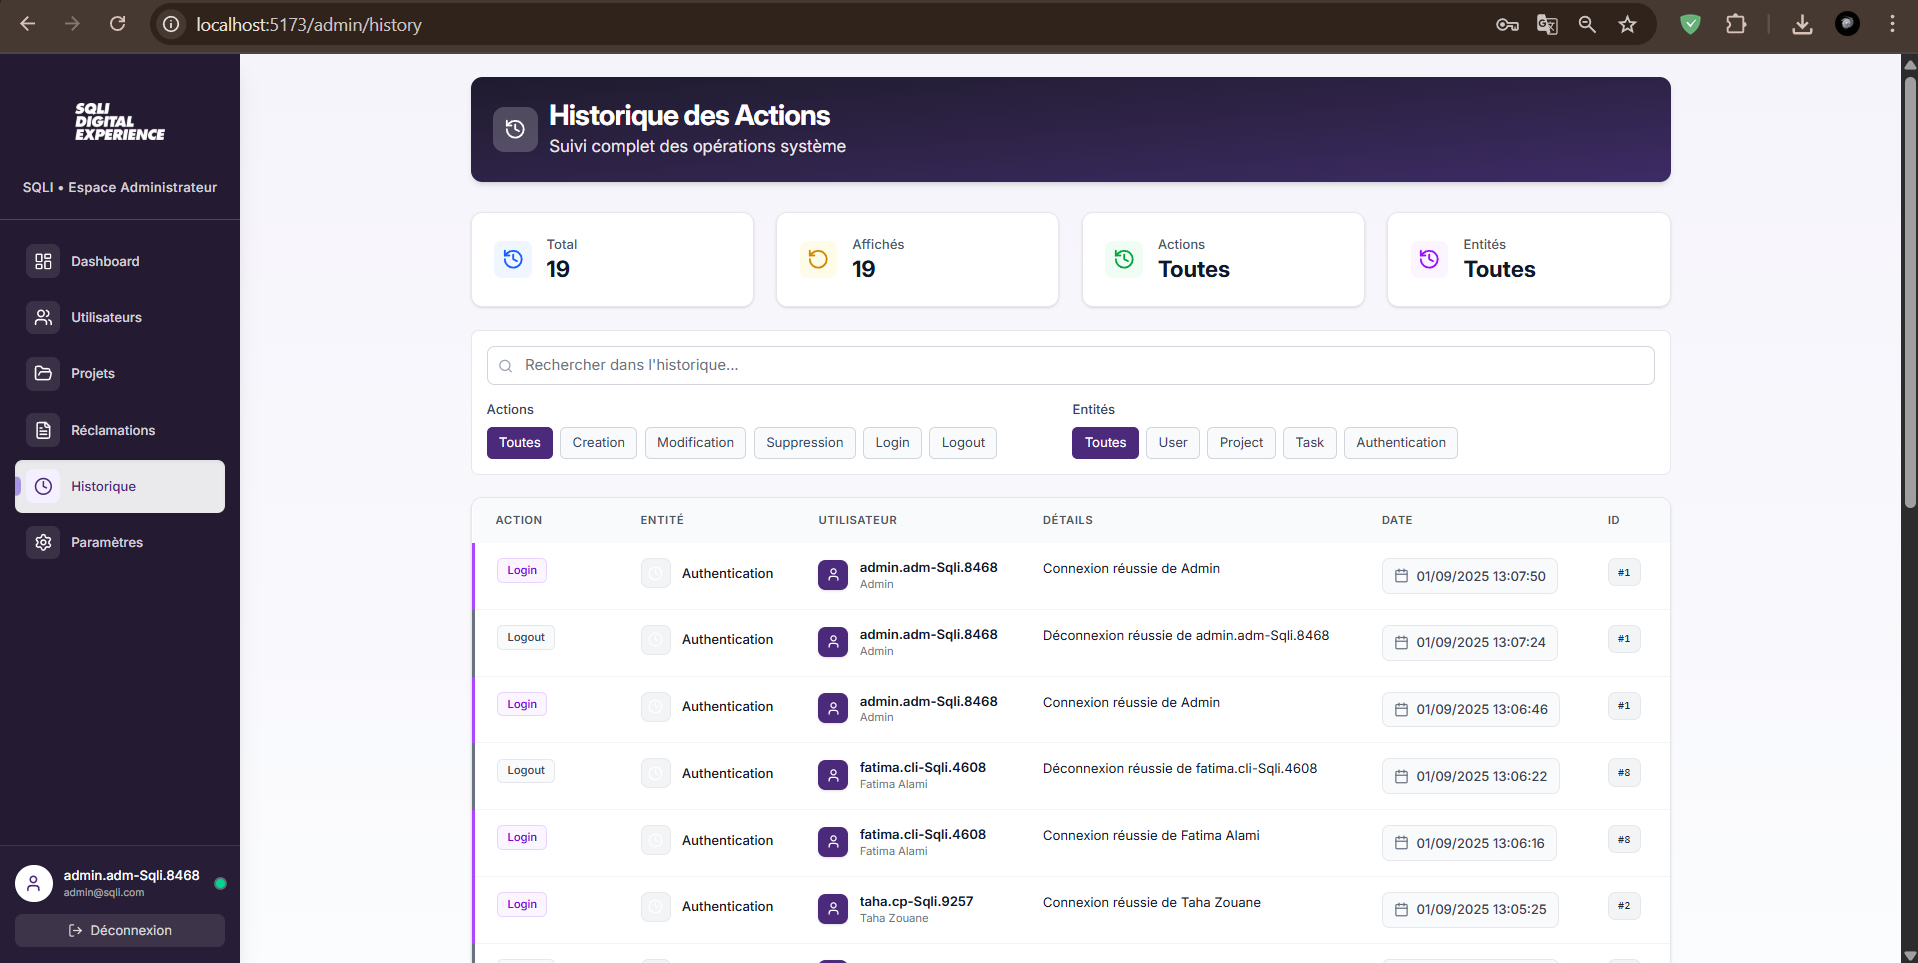 localhost:5173/admin/history
SQLI
DIGITAL
EXPERIENCE
SQLI • Espace Administrateur
Dashboard
Utilisateurs
Projets
Réclamations
Historique
Paramètres
admin.adm-Sqli.8468
admin@sqli.com
Déconnexion
Historique des Actions
Suivi complet des opérations système
Total
19
Affichés
19
Actions
Toutes
Entités
Toutes
Rechercher dans l'historique...
Actions
Toutes Creation Modification Suppression Login Logout
Entités
Toutes User Project Task Authentication
ACTION ENTITÉ UTILISATEUR DÉTAILS DATE ID
Login Authentication admin.adm-Sqli.8468 Connexion réussie de Admin 01/09/2025 13:07:50 #1
Admin
Logout Authentication admin.adm-Sqli.8468 Déconnexion réussie de admin.adm-Sqli.8468 01/09/2025 13:07:24 #1
Admin
Login Authentication admin.adm-Sqli.8468 Connexion réussie de Admin 01/09/2025 13:06:46 #1
Admin
Logout Authentication fatima.cli-Sqli.4608 Déconnexion réussie de fatima.cli-Sqli.4608 01/09/2025 13:06:22 #8
Fatima Alami
Login Authentication fatima.cli-Sqli.4608 Connexion réussie de Fatima Alami 01/09/2025 13:06:16 #8
Fatima Alami
Login Authentication taha.cp-Sqli.9257 Connexion réussie de Taha Zouane 01/09/2025 13:05:25 #2
Taha Zouane